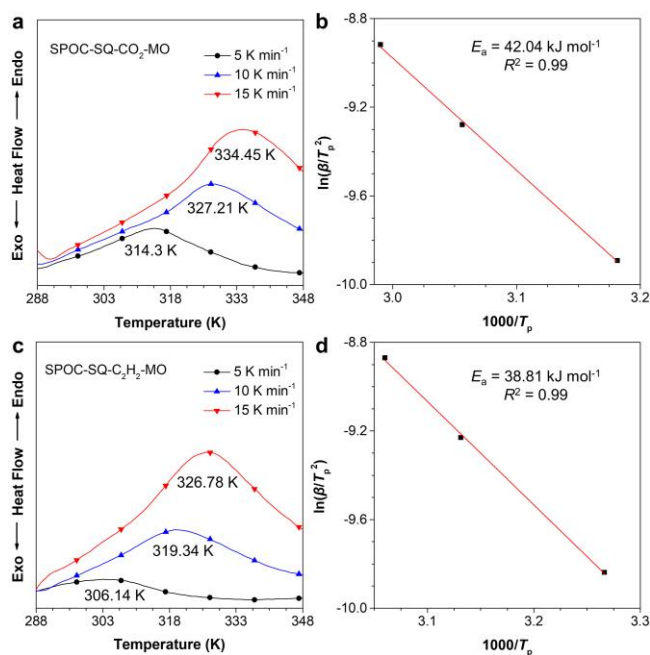 a
SPOC-SQ-CO₂-MO
5 K min⁻¹
10 K min⁻¹
15 K min⁻¹
334.45 K
327.21 K
314.3 K
Exo ← Heat Flow → Endo
288 303 318 333 348
Temperature (K)
b
Eₐ = 42.04 kJ mol⁻¹
R² = 0.99
ln(β/Tₚ²)
-8.8
-9.2
-9.6
-10.0
3.0 3.1 3.2
1000/Tₚ
c
SPOC-SQ-C₂H₂-MO
5 K min⁻¹
10 K min⁻¹
15 K min⁻¹
326.78 K
319.34 K
306.14 K
Exo ← Heat Flow → Endo
288 303 318 333 348
Temperature (K)
d
Eₐ = 38.81 kJ mol⁻¹
R² = 0.99
ln(β/Tₚ²)
-8.8
-9.2
-9.6
-10.0
3.1 3.2 3.3
1000/Tₚ